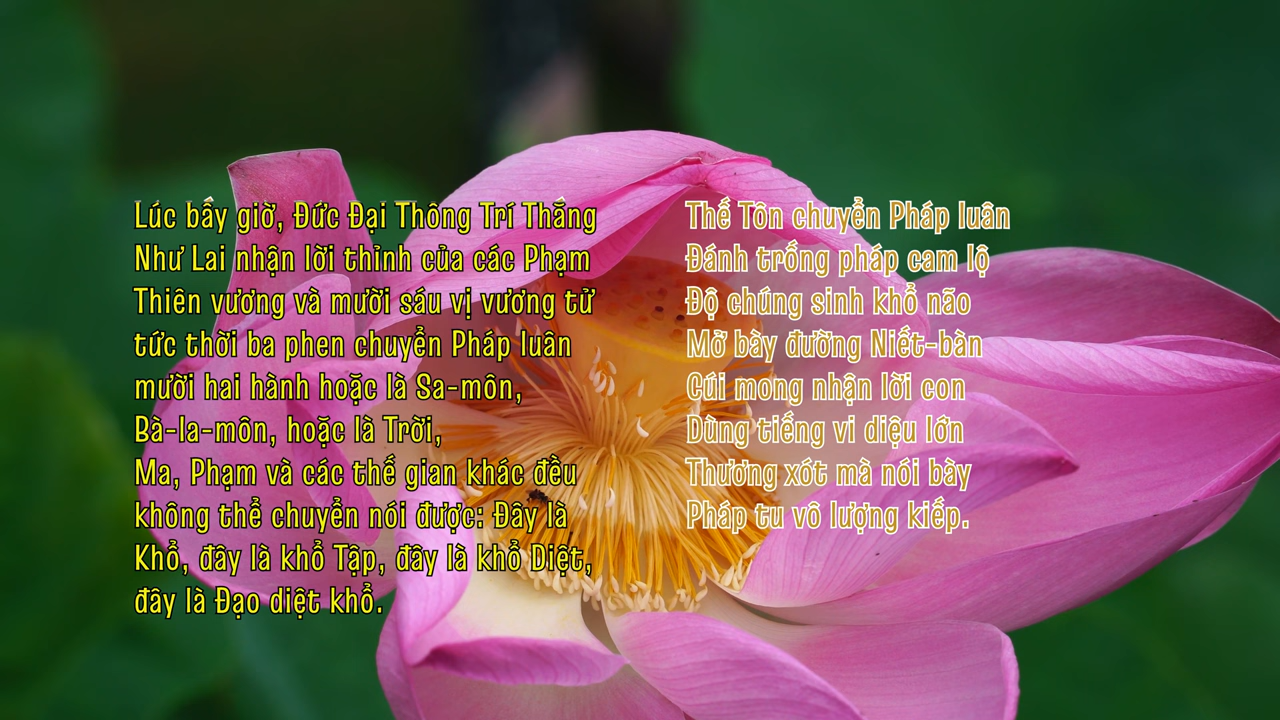 Lúc bấy giờ, Đức Đại Thông Trí Thắng
Như Lai nhận lời thỉnh của các Phạm
Thiên vương và mười sáu vị vương tử
tức thời ba phen chuyển Pháp luân
mười hai hành hoặc là Sa-môn,
Bà-la-môn, hoặc là Trời,
Ma, Phạm và các thế gian khác đều
không thể chuyển nói được: Đây là
Khổ, đây là khổ Tập, đây là khổ Diệt,
đây là Đạo diệt khổ.
Thế Tôn chuyển Pháp luân
Đánh trống pháp cam lộ
Độ chúng sinh khổ não
Mở bày đường Niết-bàn
Cúi mong nhận lời con
Dùng tiếng vi diệu lớn
Thương xót mà nói bày
Pháp tu vô lượng kiếp.